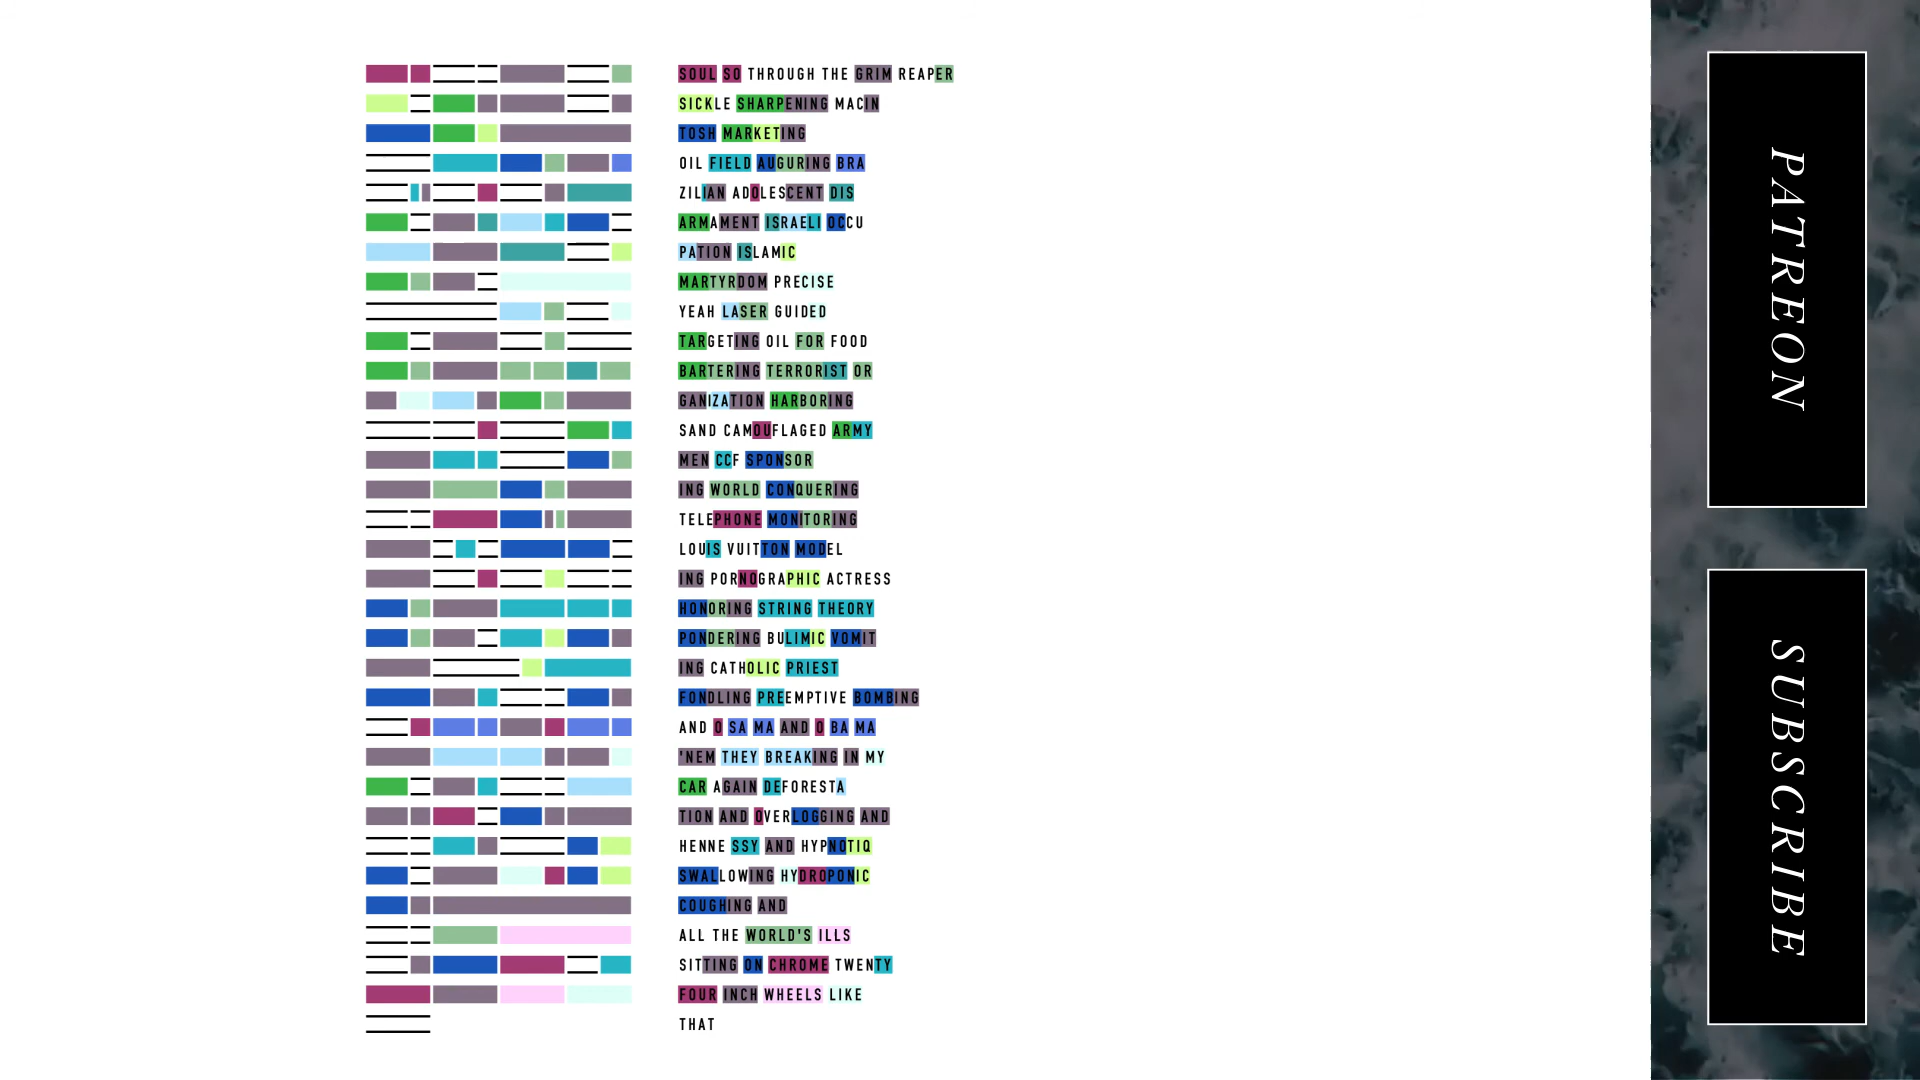 SOUL SO THROUGH THE GRIM REAPER
SICKLE SHARPENING MACIN
TOSH MARKETING
OIL FIELD AUGURING BRA
ZILIAN ADOLESCENT DIS
ARMAMENT ISRAELI OCCU
PATION ISLAMIC
MARTYRDOM PRECISE
YEAH LASER GUIDED
TARGETING OIL FOR FOOD
BARTERING TERRORIST OR
GANIZATION HARBORING
SAND CAMOUFLAGED ARMY
MEN CCF SPONSOR
ING WORLD CONQUERING
TELEPHONE MONITORING
LOUIS VUITTON MODEL
ING PORNOGRAPHIC ACTRESS
HONORING STRING THEORY
PONDERING BULIMIC VOMIT
ING CATHOLIC PRIEST
FONDLING PREEMPTIVE BOMBING
AND O SA MA AND O BA MA
'NEM THEY BREAKING IN MY
CAR AGAIN DEFORESTA
TION AND OVERLOGGING AND
HENNE SSY AND HYPNOTIQ
SWALLOWING HYDROPONIC
COUGHING AND
ALL THE WORLD'S ILLS
SITTING ON CHROME TWENTY
FOUR INCH WHEELS LIKE
THAT
PATREON
SUBSCRIBE